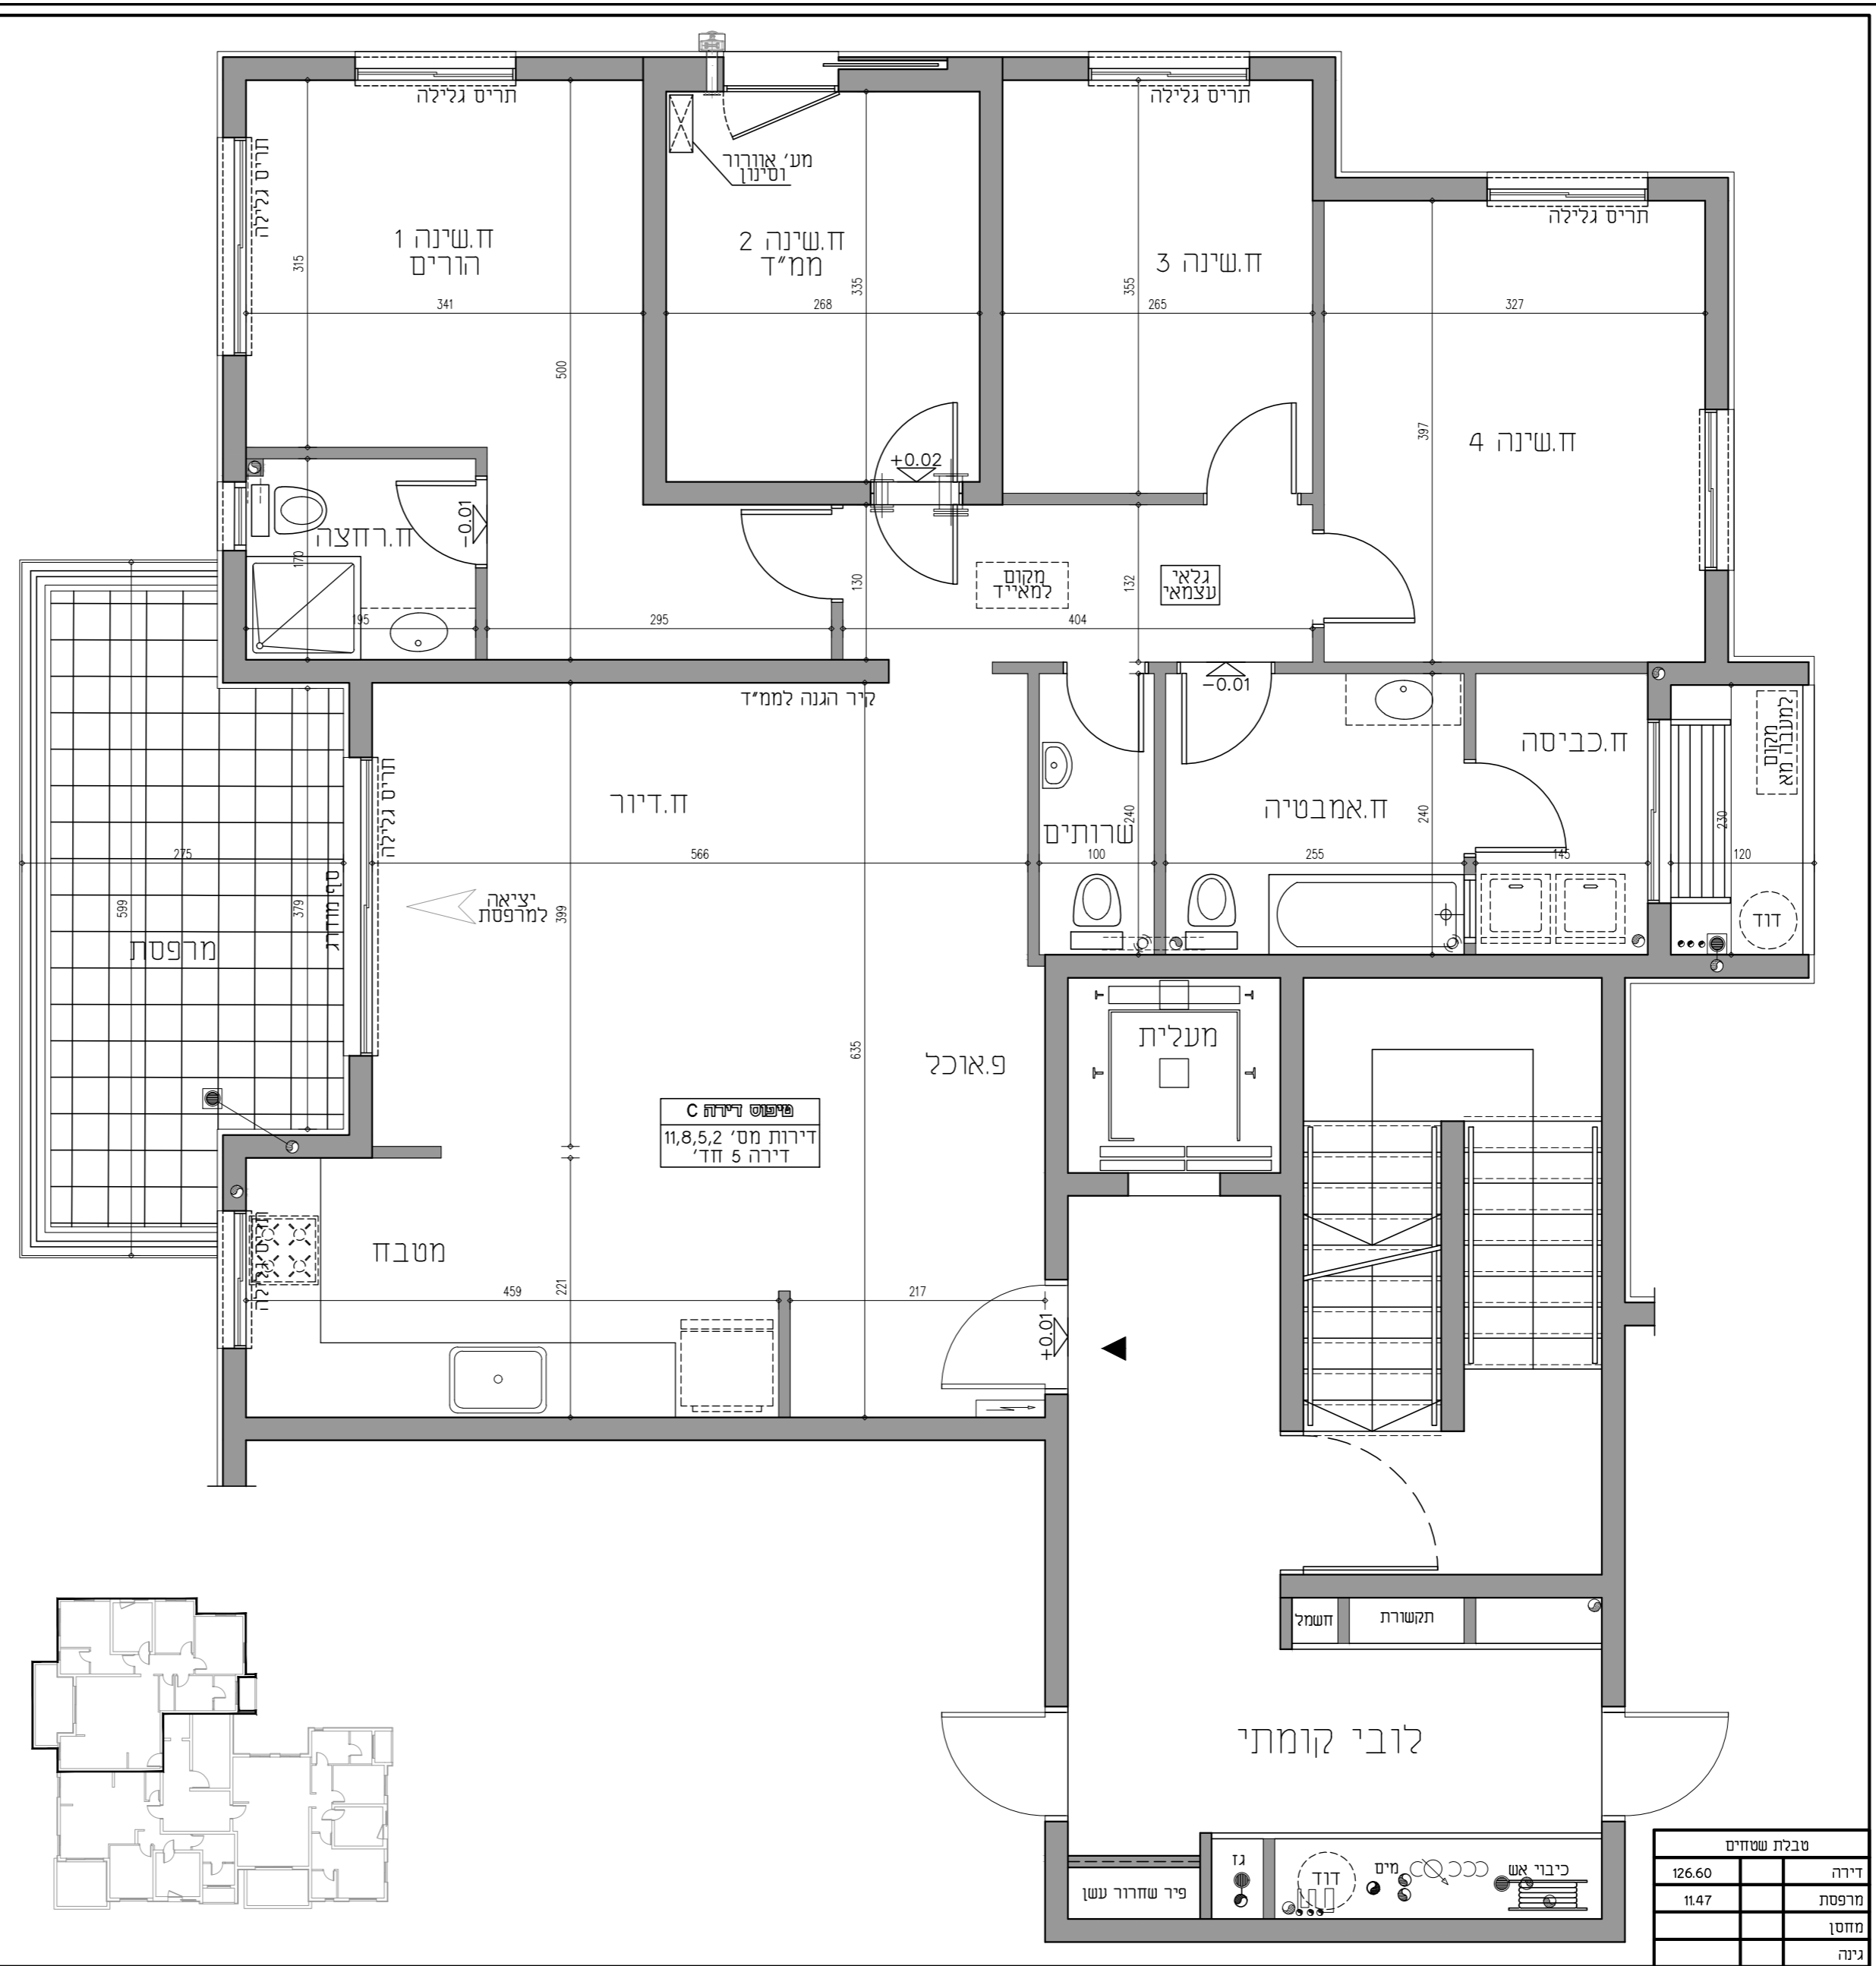 תריס גלילה
תריס גלילה
תריס גלילה
תריס גלילה
מע' אוורור
וסינון
ח.שינה 1
הורים
ח.שינה 2
ממ"ד
ח.שינה 3
ח.שינה 4
315
341
500
335
268
355
265
327
397
+0.02
-0.01
ח.רחצה
170
195
295
130
132
404
מקום
למאייד
גלאי
עצמאי
קיר הגנה לממ"ד
-0.01
ח.כביסה
מקום
למעבה מא
ח.דיור
שרותים
ח.אמבטיה
240
240
230
תריס גלילה
275
566
100
255
145
120
סף מודרג
יציאה
למרפסת
599
379
399
מרפסת
דוד
מעלית
פ.אוכל
635
טיפוס דירה C
דירות מס' 11,8,5,2
דירה 5 חד'
מטבח
תריס גלילה
459
221
217
+0.01
חשמל
תקשורת
לובי קומתי
גז
דוד
מים
כיבוי אש
פיר שחרור עשן
טבלת שטחים
דירה 126.60
מרפסת 11.47
מחסן
גינה